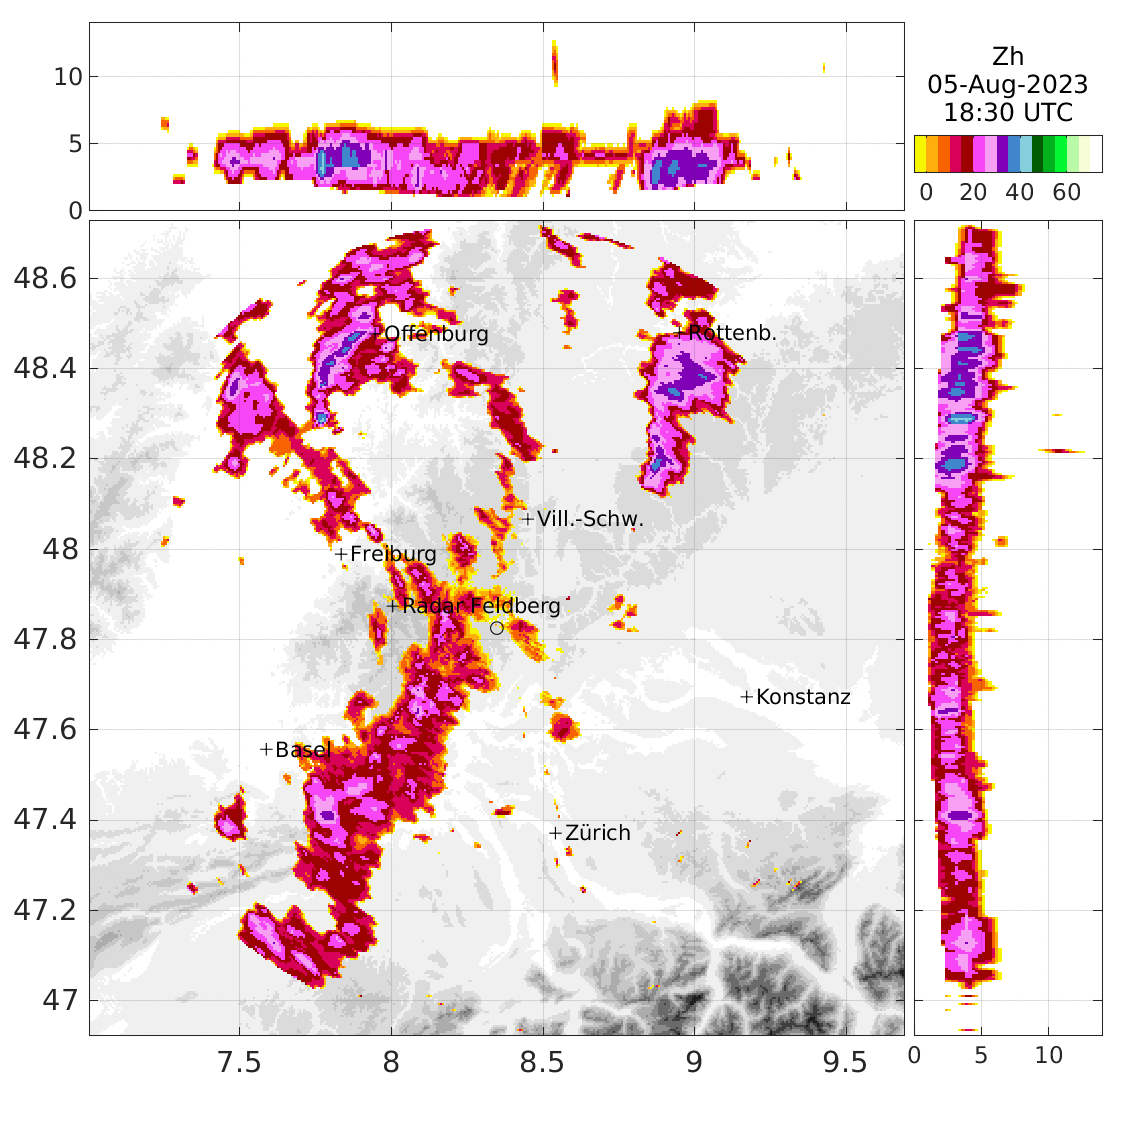 10
5
0
Zh
05-Aug-2023
18:30 UTC
0 20 40 60
48.6
48.4
48.2
48
47.8
47.6
47.4
47.2
47
Offenburg
Rottenb.
+Vill.-Schw.
+Freiburg
+Radar Feldberg
+Konstanz
+Basel
+Zürich
7.5 8 8.5 9 9.5
0 5 10